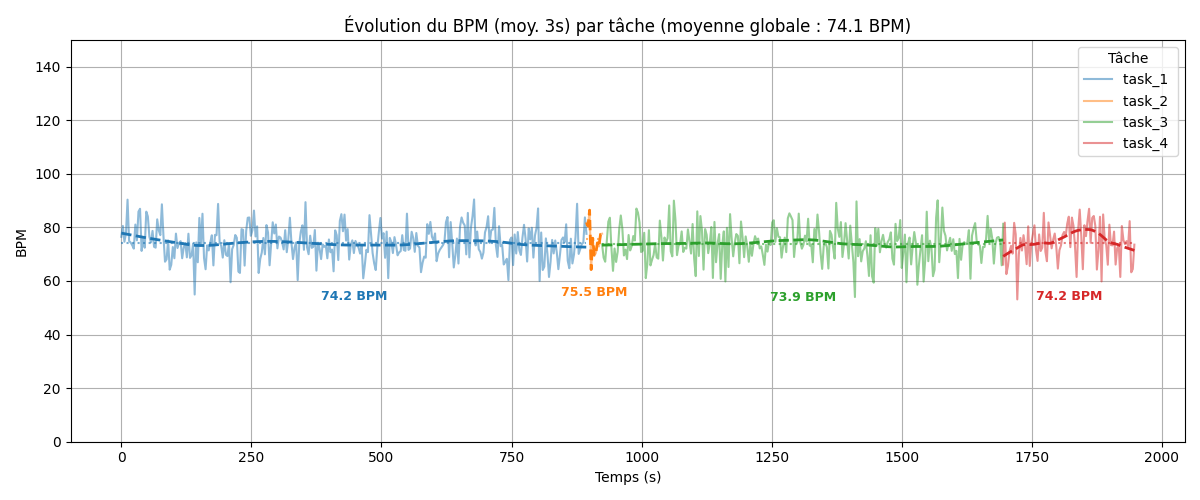 Évolution du BPM (moy. 3s) par tâche (moyenne globale : 74.1 BPM)
Tâche
task_1
task_2
task_3
task_4
BPM
140
120
100
80
60
40
20
0
74.2 BPM
75.5 BPM
73.9 BPM
74.2 BPM
0
250
500
750
1000
1250
1500
1750
2000
Temps (s)